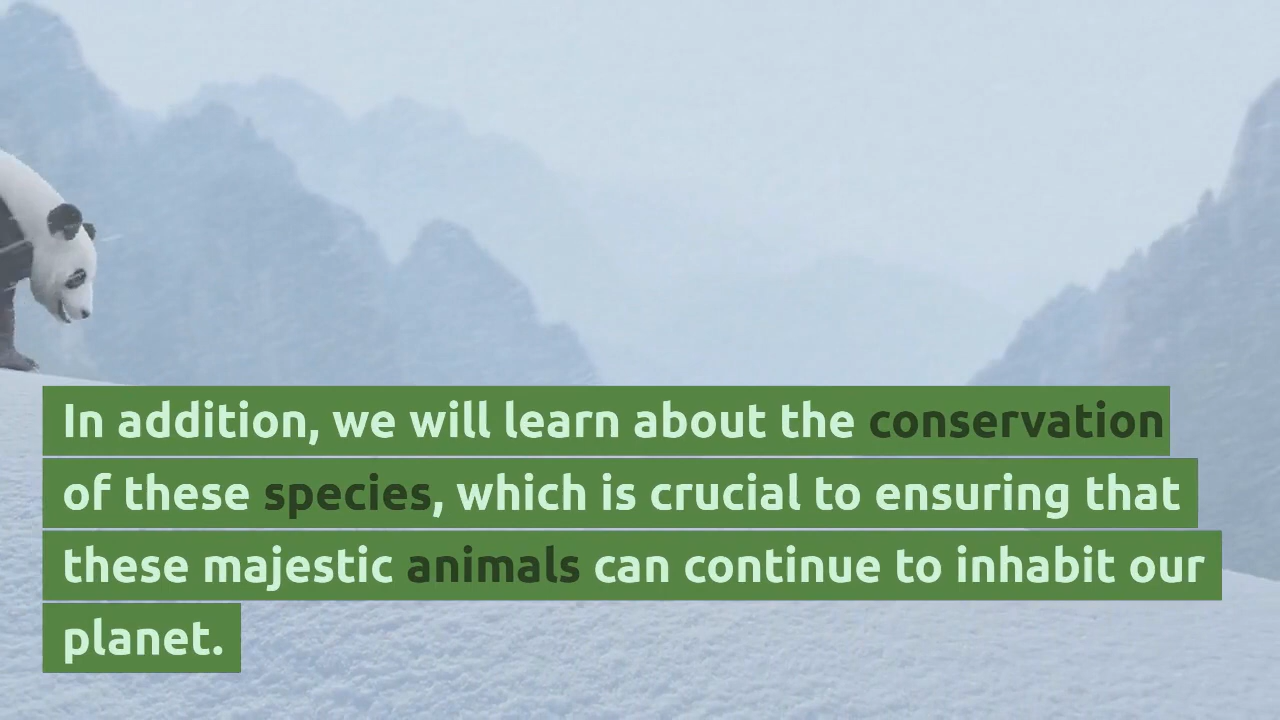 In addition, we will learn about the conservation
of these species, which is crucial to ensuring that
these majestic animals can continue to inhabit our
planet.